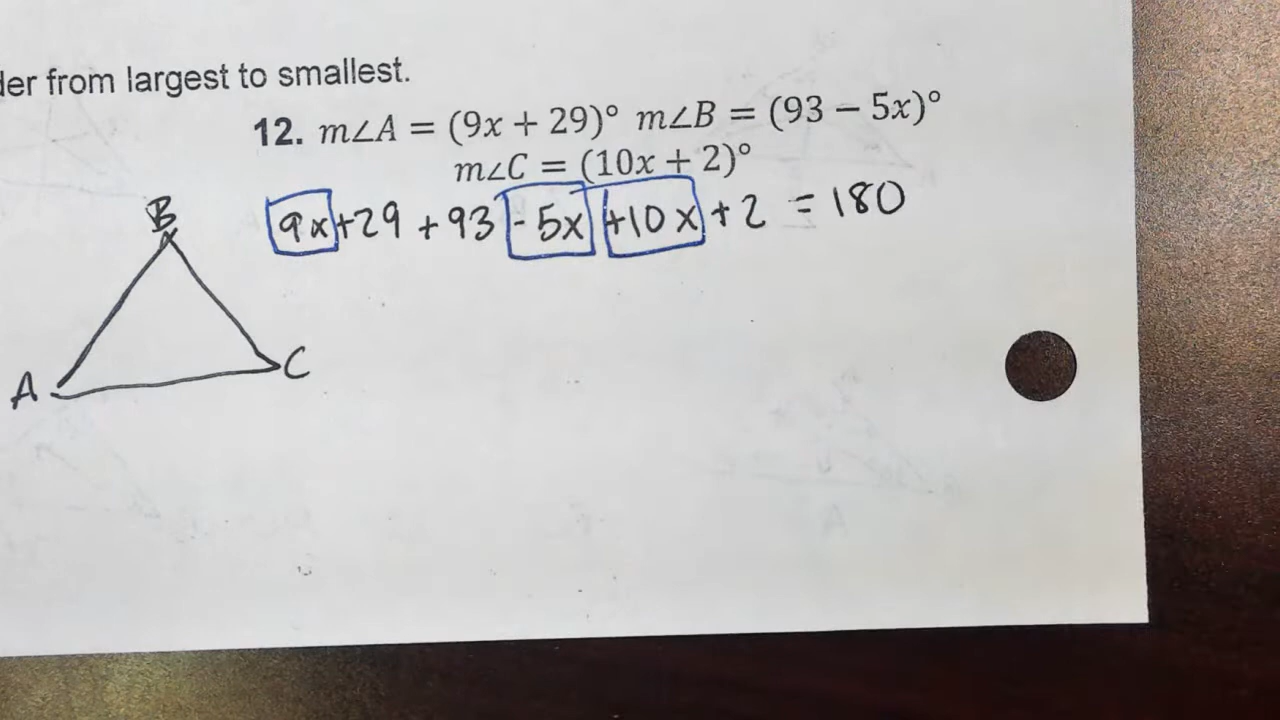 der from largest to smallest.
12. m∠A = (9x + 29)° m∠B = (93 − 5x)°
m∠C = (10x + 2)°
9x+29 + 93 - 5x +10x + 2 = 180
B
A
C